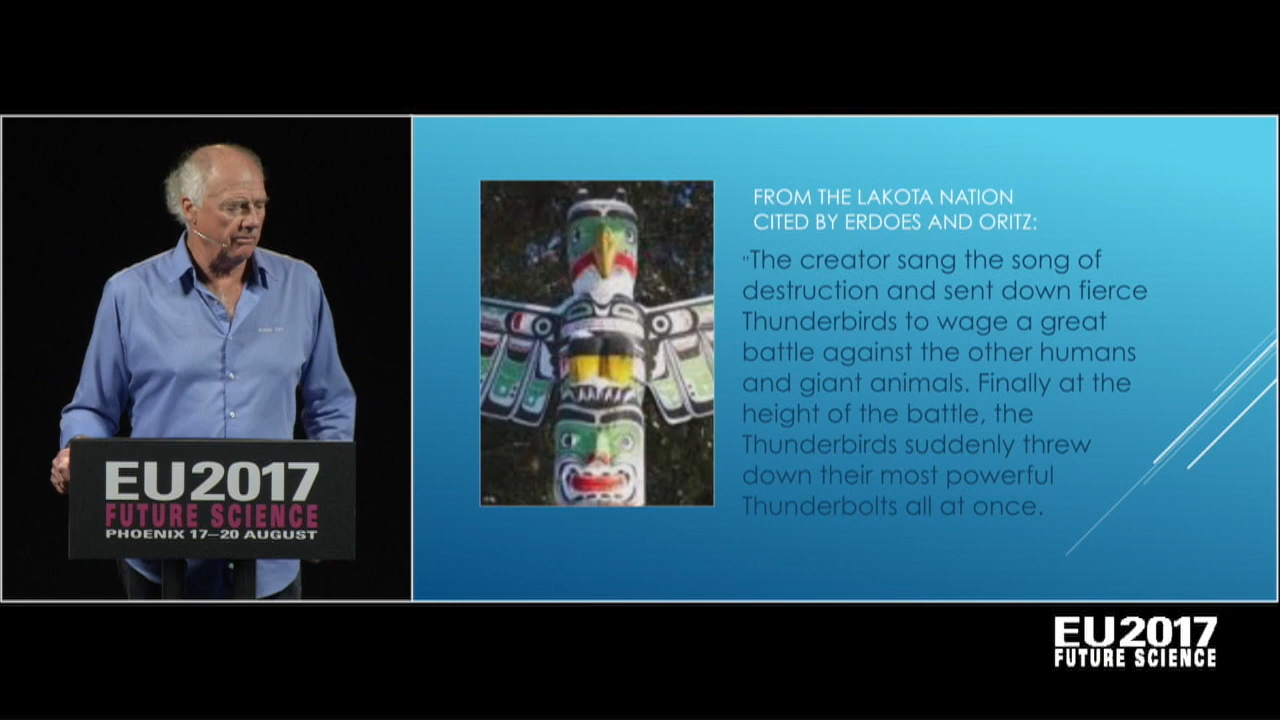 EU2017
FUTURE SCIENCE
PHOENIX 17–20 AUGUST
FROM THE LAKOTA NATION
CITED BY ERDOES AND ORITZ:
"The creator sang the song of
destruction and sent down fierce
Thunderbirds to wage a great
battle against the other humans
and giant animals. Finally at the
height of the battle, the
Thunderbirds suddenly threw
down their most powerful
Thunderbolts all at once.
EU2017
FUTURE SCIENCE